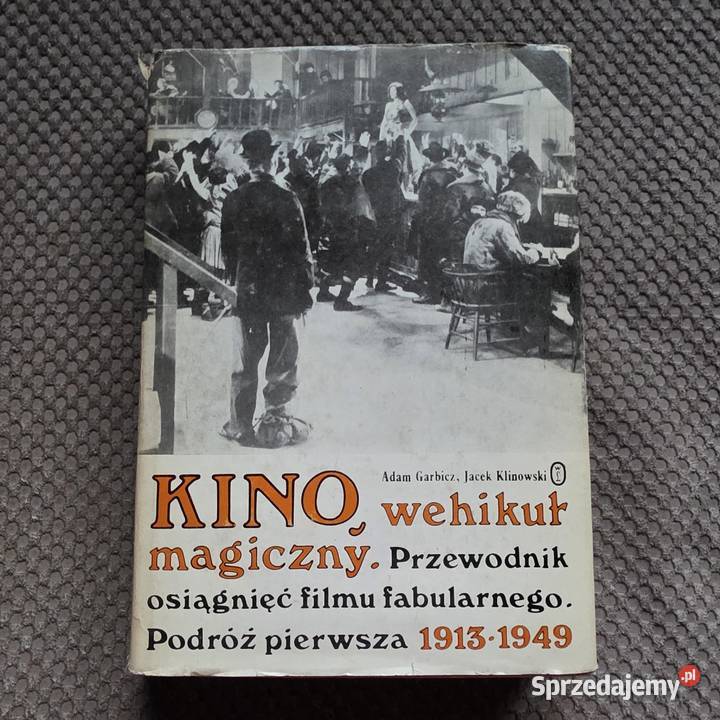 Adam Garbicz, Jacek Klinowski
KINO, wehikuł
magiczny. Przewodnik
osiągnięć filmu fabularnego.
Podróż pierwsza 1913-1949
Sprzedajemy.pl